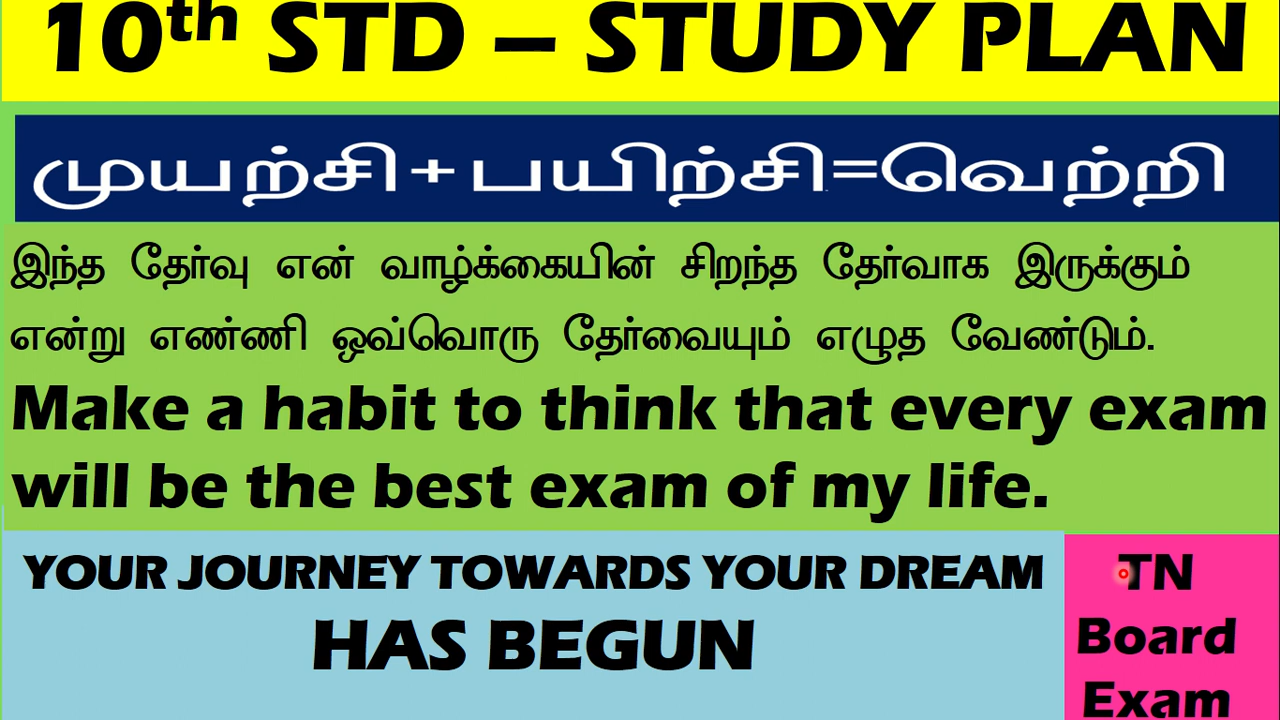 10th STD – STUDY PLAN
முயற்சி+பயிற்சி=வெற்றி
இந்த தேர்வு என் வாழ்க்கையின் சிறந்த தேர்வாக இருக்கும்
என்று எண்ணி ஒவ்வொரு தேர்வையும் எழுத வேண்டும்.
Make a habit to think that every exam
will be the best exam of my life.
YOUR JOURNEY TOWARDS YOUR DREAM
HAS BEGUN
TN
Board
Exam